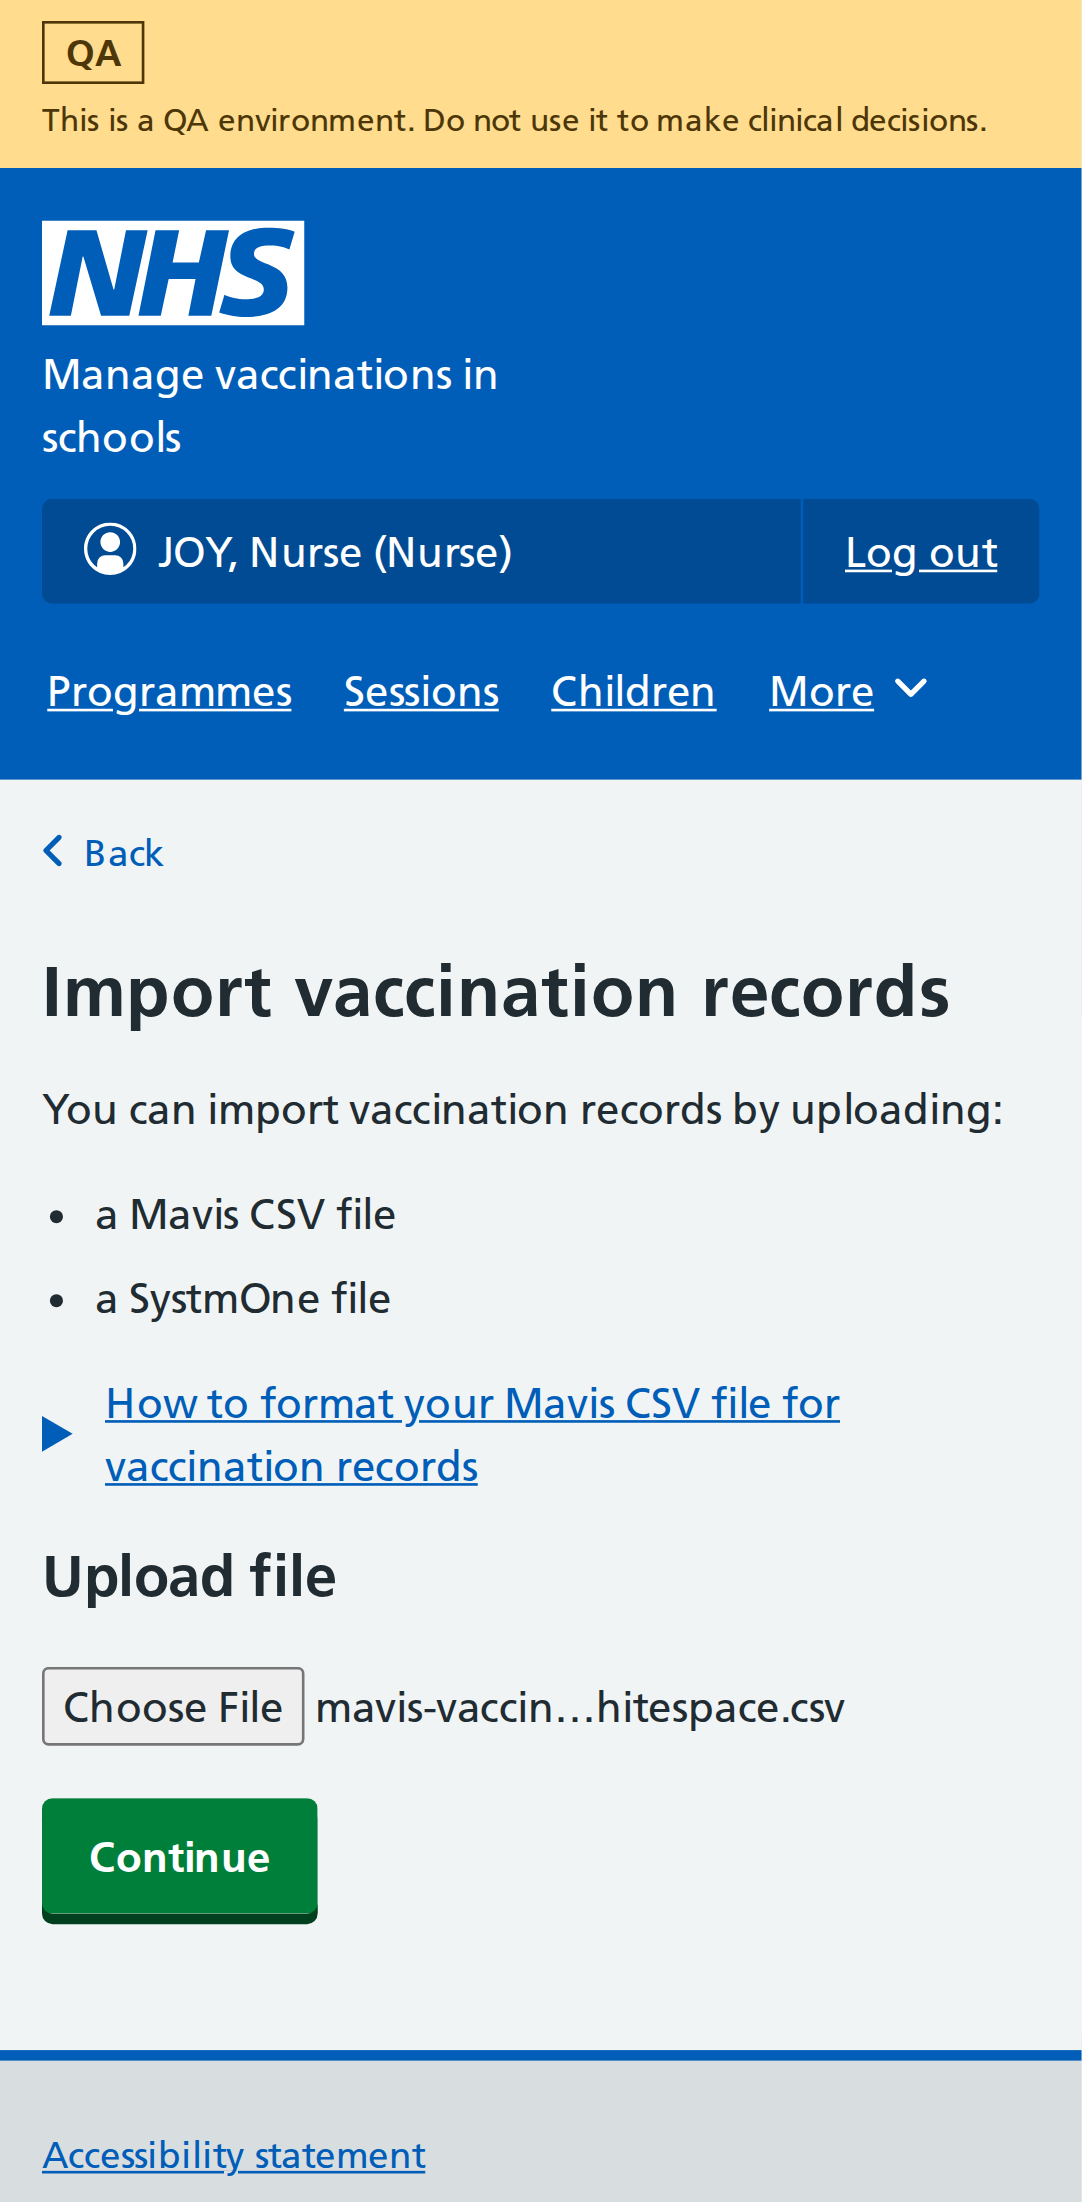 QA
This is a QA environment. Do not use it to make clinical decisions.
NHS
Manage vaccinations in
schools
JOY, Nurse (Nurse)
Log out
Programmes Sessions Children More
Back
Import vaccination records
You can import vaccination records by uploading:
• a Mavis CSV file
• a SystmOne file
How to format your Mavis CSV file for
vaccination records
Upload file
Choose File mavis-vaccin…hitespace.csv
Continue
Accessibility statement